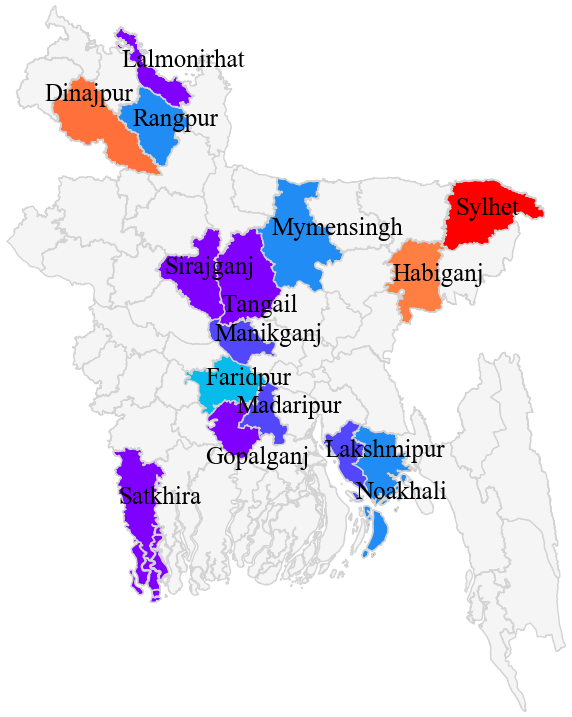 Lalmonirhat
Dinajpur
Rangpur
Sylhet
Mymensingh
Sirajganj
Habiganj
Tangail
Manikganj
Faridpur
Madaripur
Lakshmipur
Gopalganj
Noakhali
Satkhira